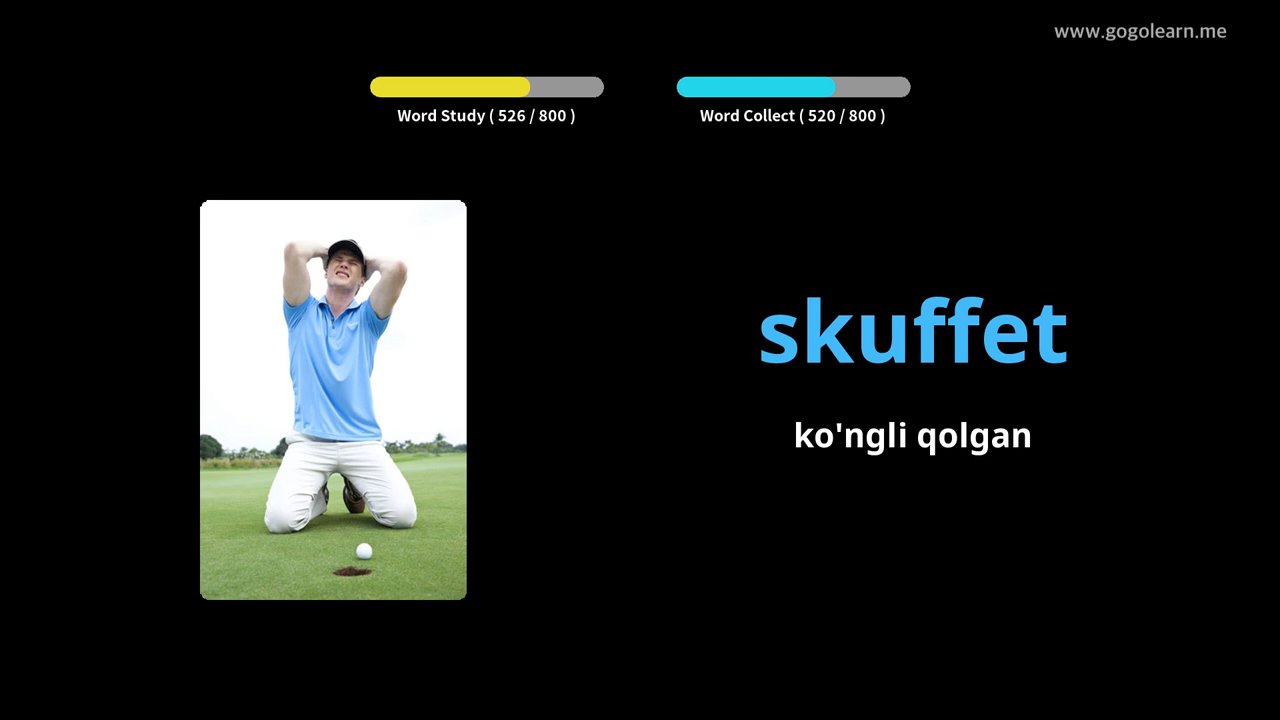 www.gogolearn.me
Word Study ( 526 / 800 )
Word Collect ( 520 / 800 )
skuffet
ko'ngli qolgan